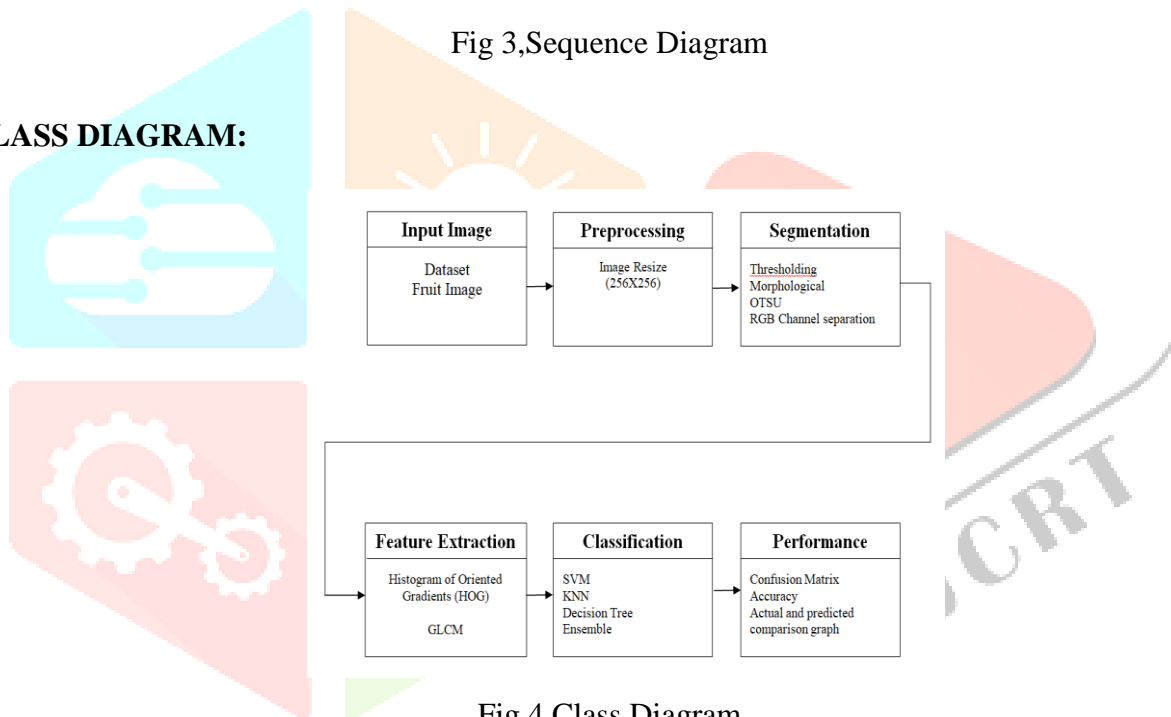 Fig 3,Sequence Diagram
LASS DIAGRAM:
Input Image
Dataset
Fruit Image
Preprocessing
Image Resize
(256X256)
Segmentation
Thresholding
Morphological
OTSU
RGB Channel separation
Feature Extraction
Histogram of Oriented
Gradients (HOG)
GLCM
Classification
SVM
KNN
Decision Tree
Ensemble
Performance
Confusion Matrix
Accuracy
Actual and predicted
comparison graph
CRT
Fig 4,Class Diagram